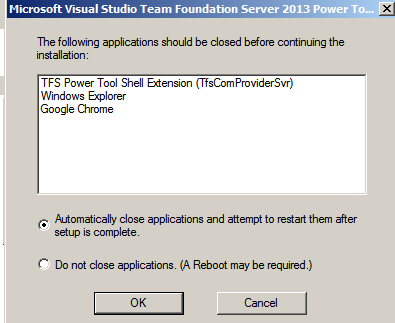 Microsoft Visual Studio Team Foundation Server 2013 Power To...
The following applications should be closed before continuing the
installation:
TFS Power Tool Shell Extension (TfsComProviderSvr)
Windows Explorer
Google Chrome
Automatically close applications and attempt to restart them after
setup is complete.
Do not close applications. (A Reboot may be required.)
OK
Cancel